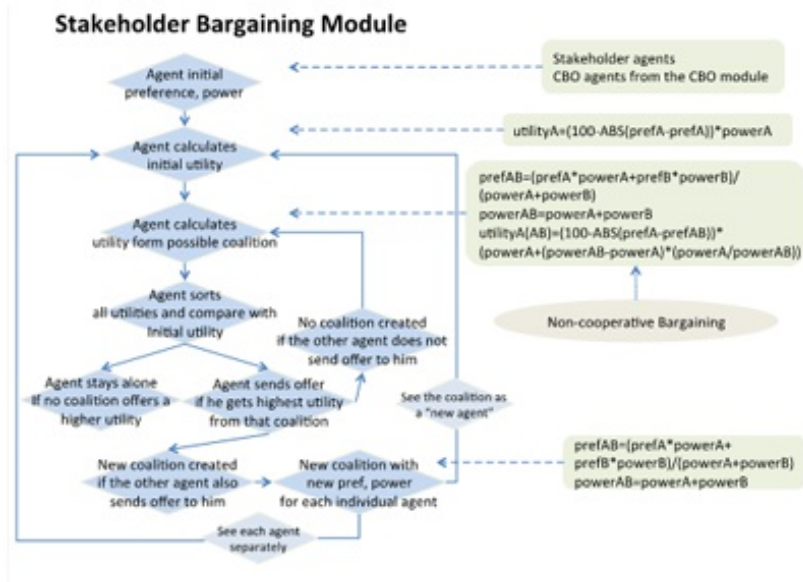 Stakeholder Bargaining Module
Agent initial
preference, power
Stakeholder agents
CBO agents from the CBO module
Agent calculates
initial utility
utilityA=(100-ABS(prefA-prefA))*powerA
Agent calculates
utility form possible coalition
prefAB=(prefA*powerA+prefB*powerB)/
(powerA+powerB)
powerAB=powerA+powerB
utilityA(AB)=(100-ABS(prefA-prefAB))*
(powerA+(powerAB-powerA)*(powerA/powerAB))
Agent sorts
all utilities and compare with
Initial utility
No coalition created
if the other agent does not
send offer to him
Non-cooperative Bargaining
Agent stays alone
If no coalition offers a
higher utility
Agent sends offer
if he gets highest utility
from that coalition
See the coalition as
a "new agent"
New coalition created
if the other agent also
sends offer to him
New coalition with
new pref, power
for each individual agent
prefAB=(prefA*powerA+
prefB*powerB)/(powerA+powerB)
powerAB=powerA+powerB
See each agent
separately